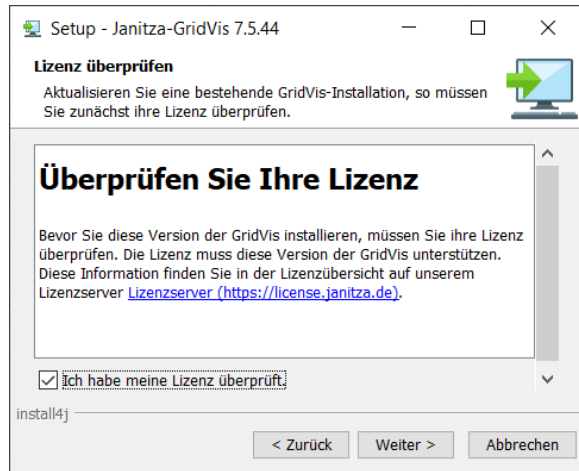 Setup - Janitza-GridVis 7.5.44
Lizenz überprüfen
Aktualisieren Sie eine bestehende GridVis-Installation, so müssen
Sie zunächst ihre Lizenz überprüfen.
Überprüfen Sie Ihre Lizenz
Bevor Sie diese Version der GridVis installieren, müssen Sie ihre Lizenz
überprüfen. Die Lizenz muss diese Version der GridVis unterstützen.
Diese Information finden Sie in der Lizenzübersicht auf unserem
Lizenzserver Lizenzserver (https://license.janitza.de).
Ich habe meine Lizenz überprüft.
install4j
< Zurück Weiter > Abbrechen